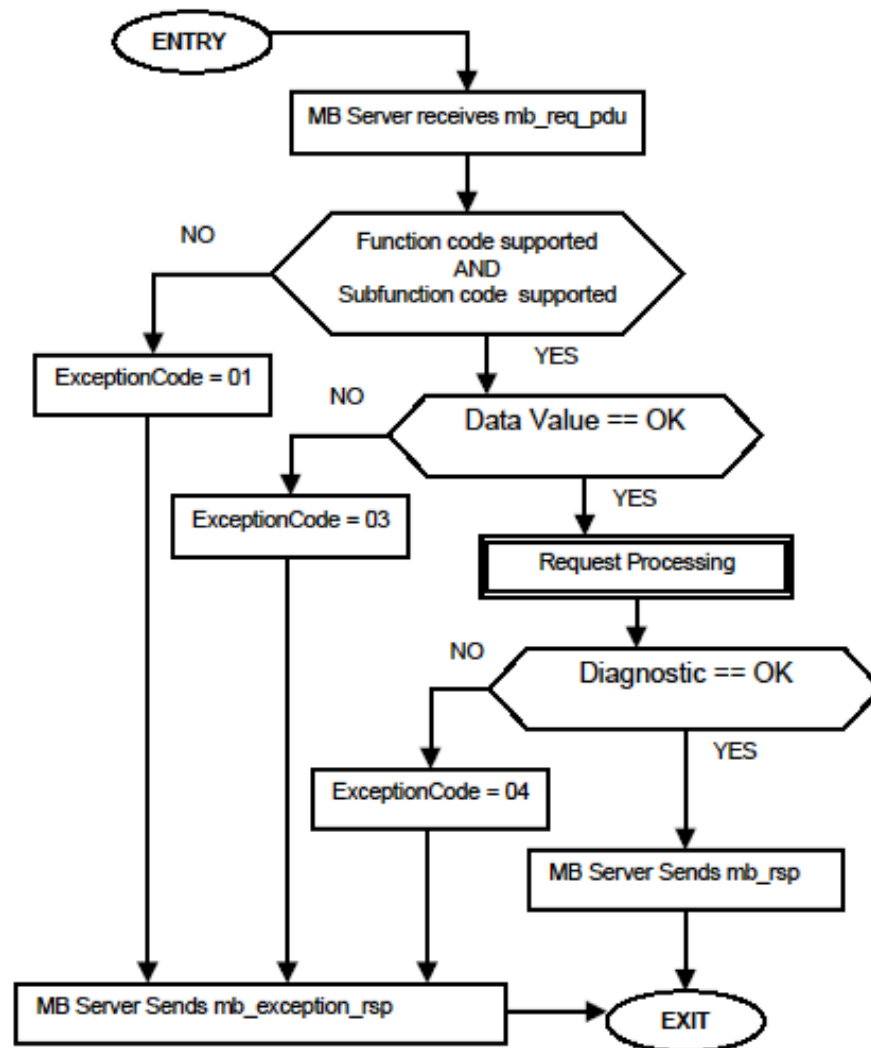 ENTRY
MB Server receives mb_req_pdu
NO
Function code supported
AND
Subfunction code supported
YES
ExceptionCode = 01
NO
Data Value == OK
YES
ExceptionCode = 03
Request Processing
NO
Diagnostic == OK
YES
ExceptionCode = 04
MB Server Sends mb_rsp
MB Server Sends mb_exception_rsp
EXIT